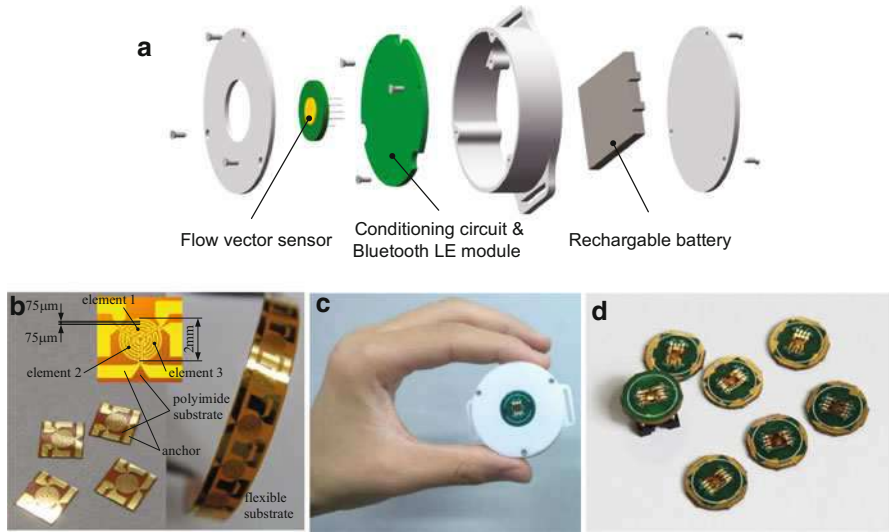 a
Flow vector sensor
Conditioning circuit &
Bluetooth LE module
Rechargable battery
b
75μm
75μm
element 1
2mm
element 2
element 3
polyimide
substrate
anchor
flexible
substrate
c
d